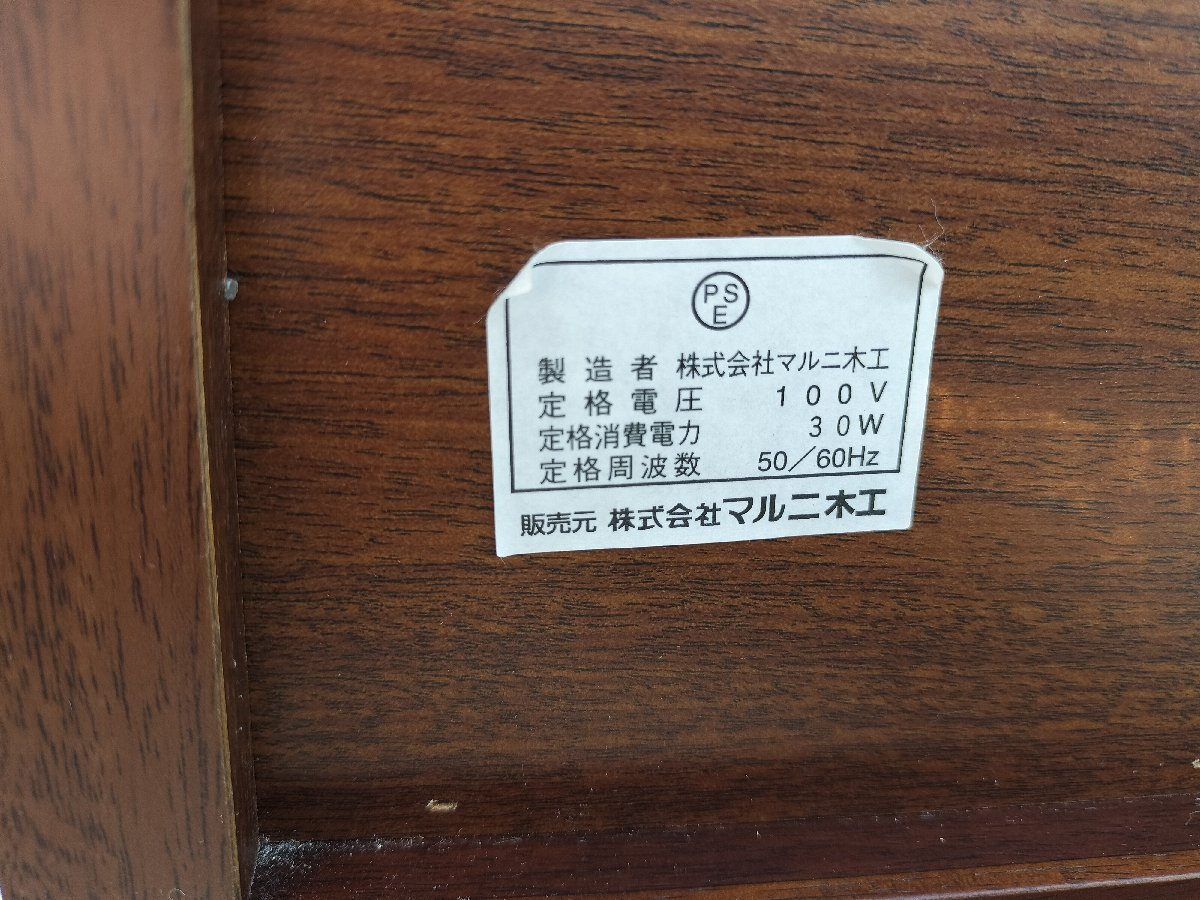 PS
E
製造者 株式会社マルニ木工
定格電圧 100V
定格消費電力 30W
定格周波数 50/60Hz
販売元 株式会社マルニ木工